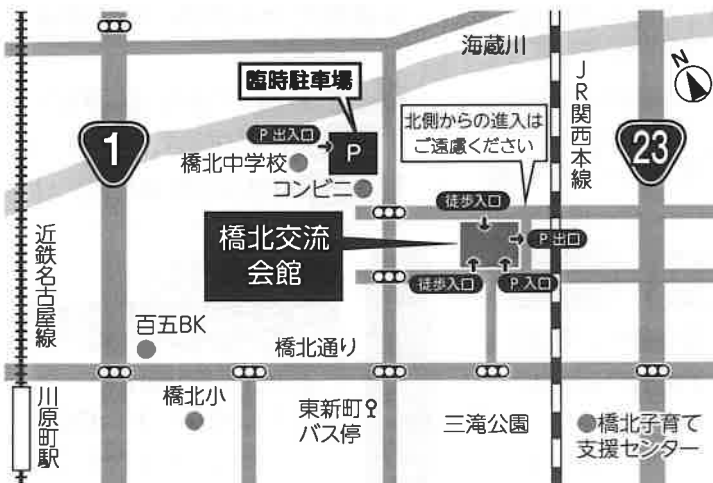 海蔵川
N
臨時駐車場
JR関西本線
P 出入口
P
北側からの進入は
ご遠慮ください
1
23
橋北中学校
コンビニ
徒歩入口
橋北交流
会館
P 出口
徒歩入口
P 入口
近鉄名古屋線
百五BK
橋北通り
川原町駅
橋北小
東新町
バス停
三滝公園
橋北子育て
支援センター